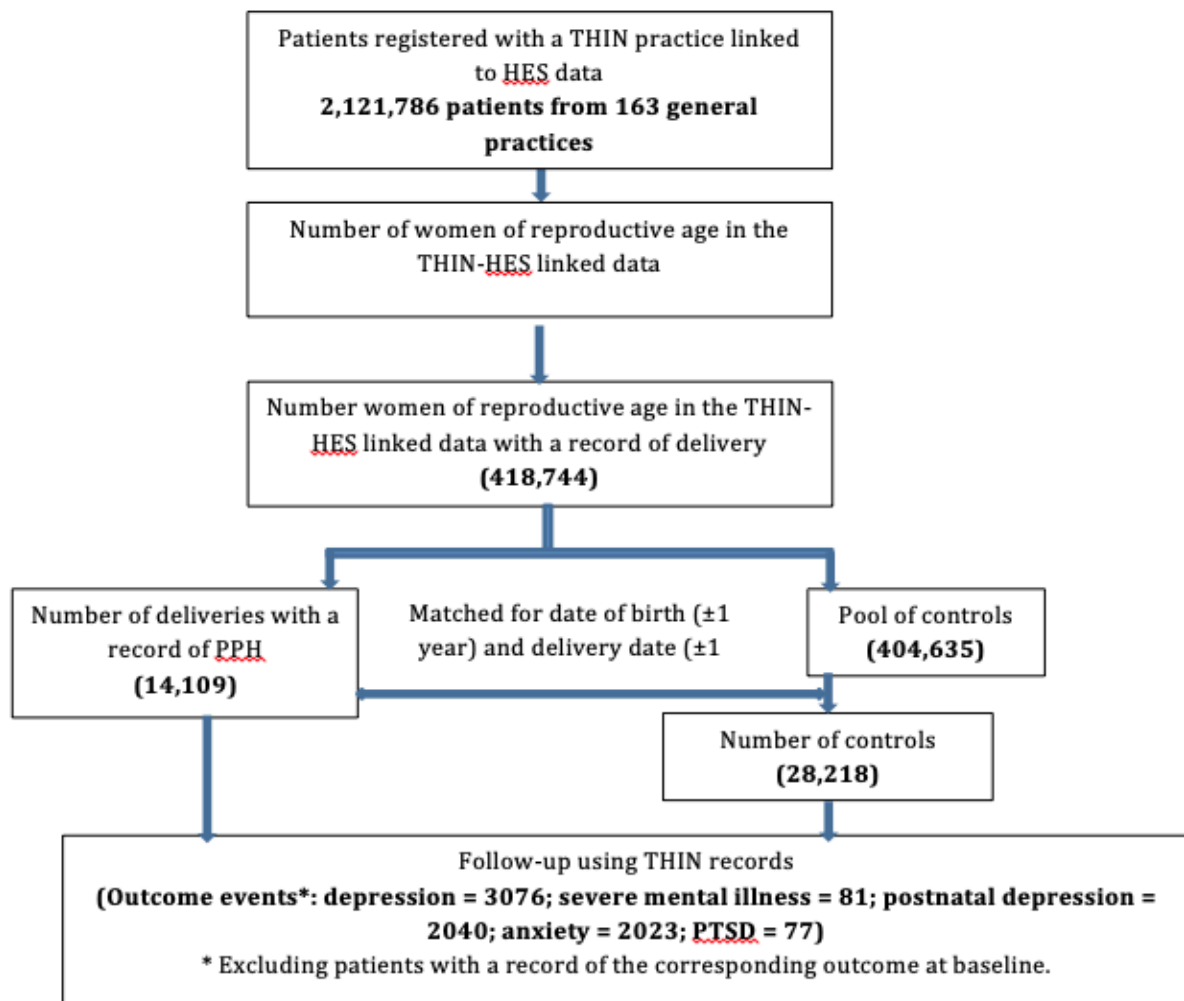 Patients registered with a THIN practice linked
to HES data
2,121,786 patients from 163 general
practices
Number of women of reproductive age in the
THIN-HES linked data
Number women of reproductive age in the THIN-
HES linked data with a record of delivery
(418,744)
Number of deliveries with a
record of PPH
(14,109)
Matched for date of birth (±1
year) and delivery date (±1
Pool of controls
(404,635)
Number of controls
(28,218)
Follow-up using THIN records
(Outcome events*: depression = 3076; severe mental illness = 81; postnatal depression =
2040; anxiety = 2023; PTSD = 77)
* Excluding patients with a record of the corresponding outcome at baseline.